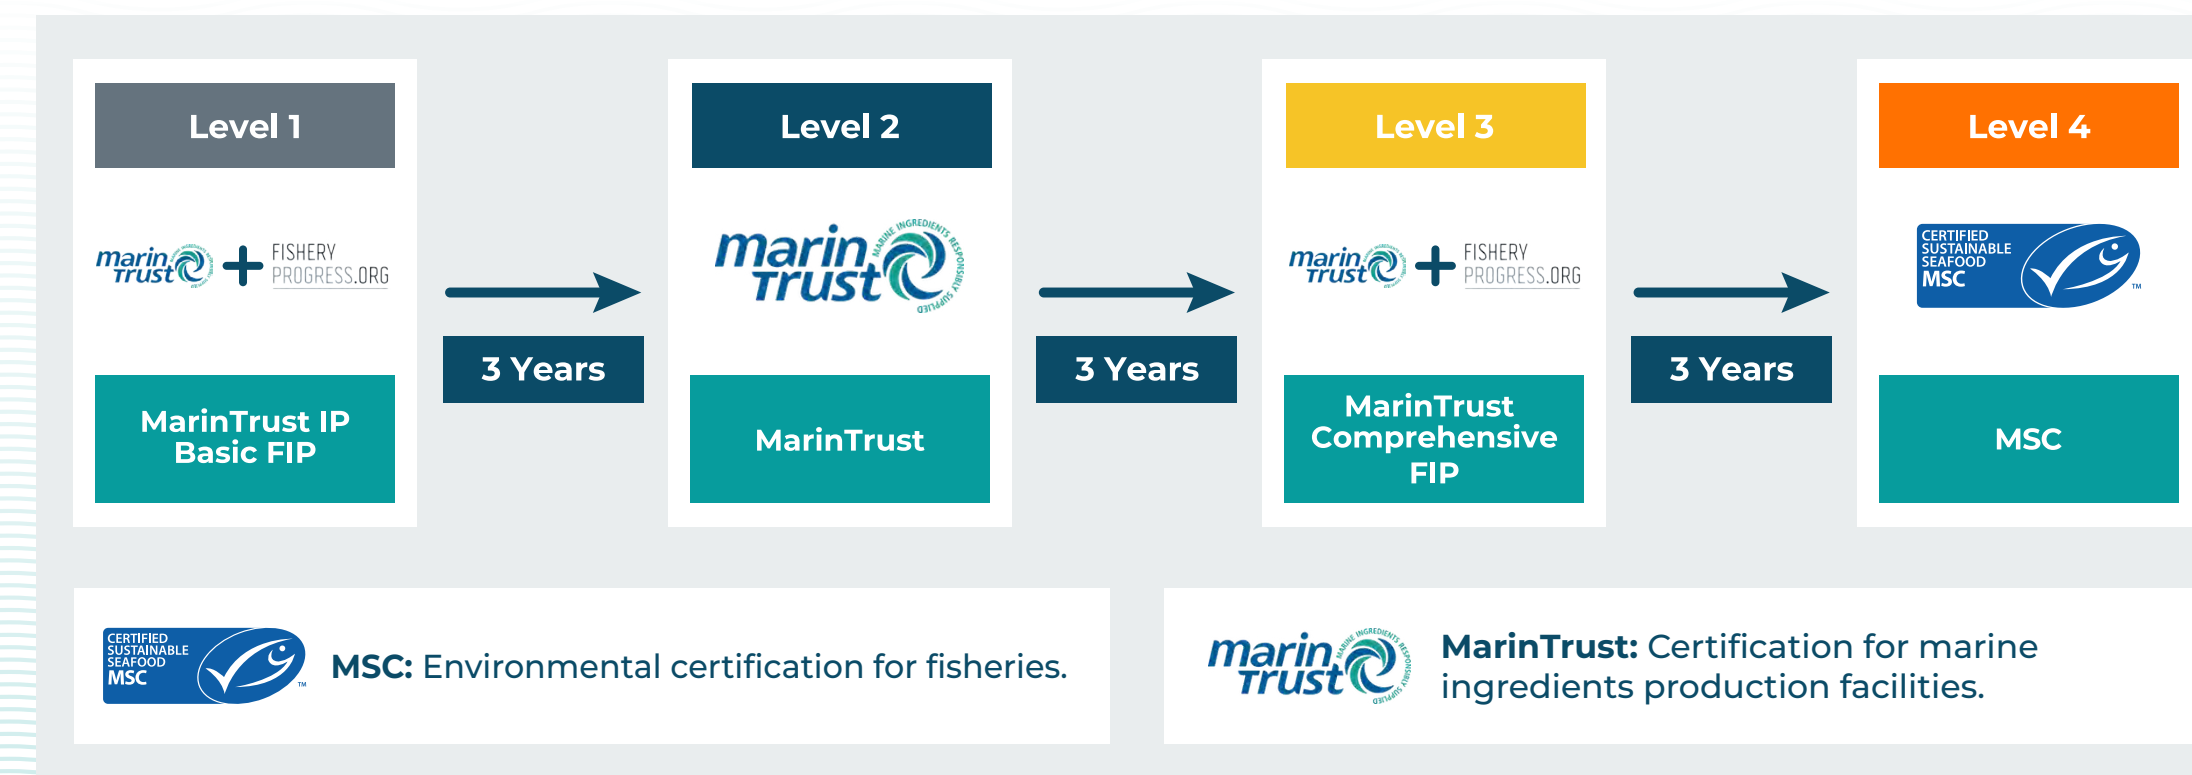 Level 1
marin
Trust
FISHERY
PROGRESS.ORG
MarinTrust IP
Basic FIP
3 Years
Level 2
marin
Trust
MARINE INGREDIENTS RESPONSIBLY SUPPLIED
MarinTrust
3 Years
Level 3
marin
Trust
FISHERY
PROGRESS.ORG
MarinTrust
Comprehensive
FIP
3 Years
Level 4
CERTIFIED
SUSTAINABLE
SEAFOOD
MSC
TM
MSC
CERTIFIED
SUSTAINABLE
SEAFOOD
MSC
TM
MSC: Environmental certification for fisheries.
marin
Trust
MARINE INGREDIENTS RESPONSIBLY SUPPLIED
MarinTrust: Certification for marine
ingredients production facilities.